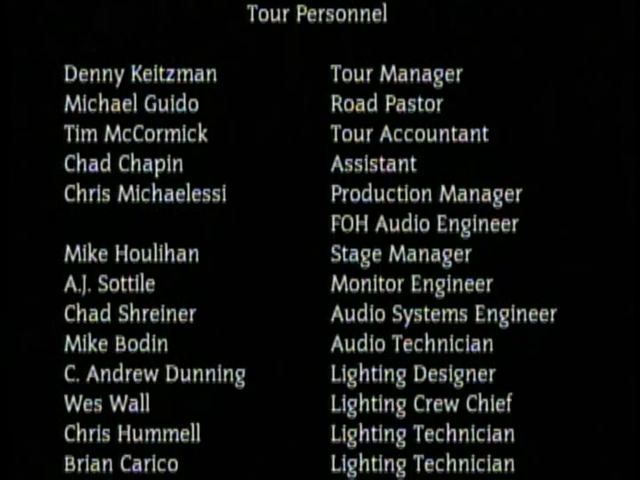 Tour Personnel
Denny Keitzman Tour Manager
Michael Guido Road Pastor
Tim McCormick Tour Accountant
Chad Chapin Assistant
Chris Michaelessi Production Manager
FOH Audio Engineer
Mike Houlihan Stage Manager
A.J. Sottile Monitor Engineer
Chad Shreiner Audio Systems Engineer
Mike Bodin Audio Technician
C. Andrew Dunning Lighting Designer
Wes Wall Lighting Crew Chief
Chris Hummell Lighting Technician
Brian Carico Lighting Technician